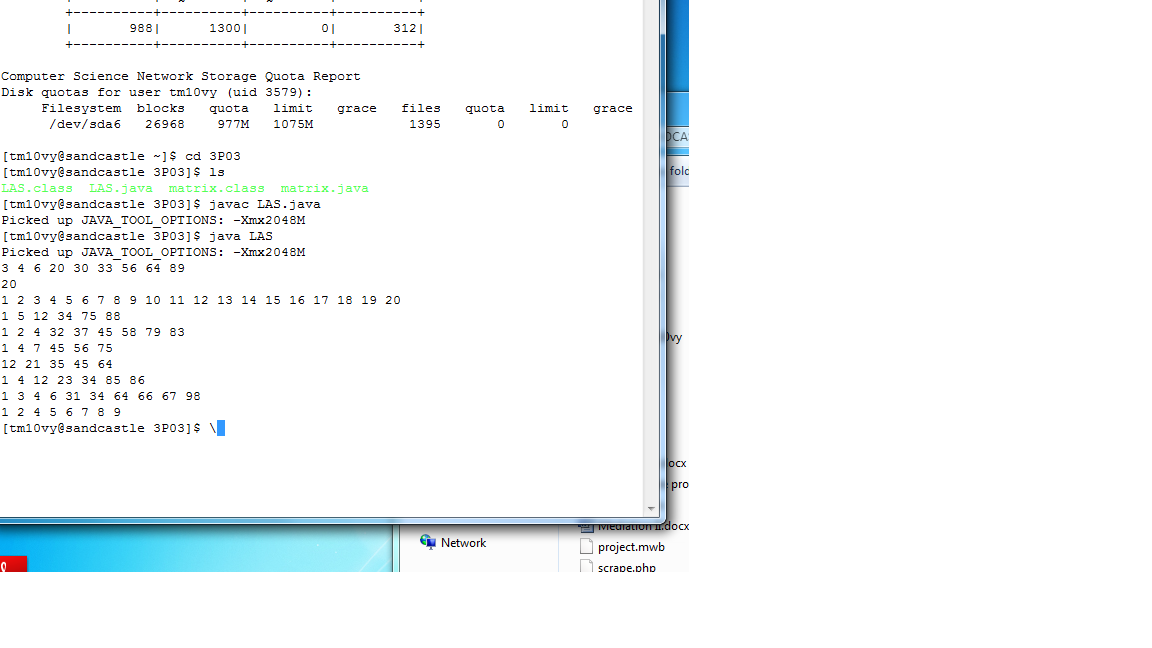 +----------+----------+----------+----------+
| 988| 1300| 0| 312|
+----------+----------+----------+----------+
Computer Science Network Storage Quota Report
Disk quotas for user tm10vy (uid 3579):
Filesystem blocks quota limit grace files quota limit grace
/dev/sda6 26968 977M 1075M 1395 0 0
[tm10vy@sandcastle ~]$ cd 3P03
[tm10vy@sandcastle 3P03]$ ls
LAS.class LAS.java matrix.class matrix.java
[tm10vy@sandcastle 3P03]$ javac LAS.java
Picked up JAVA_TOOL_OPTIONS: -Xmx2048M
[tm10vy@sandcastle 3P03]$ java LAS
Picked up JAVA_TOOL_OPTIONS: -Xmx2048M
3 4 6 20 30 33 56 64 89
20
1 2 3 4 5 6 7 8 9 10 11 12 13 14 15 16 17 18 19 20
1 5 12 34 75 88
1 2 4 32 37 45 58 79 83
1 4 7 45 56 75
12 21 35 45 64
1 4 12 23 34 85 86
1 3 4 6 31 34 64 66 67 98
1 2 4 5 6 7 8 9
[tm10vy@sandcastle 3P03]$ \
OCA
fold
0vy
ocx
pro
Mediation II.docx
Network
project.mwb
scrape.php